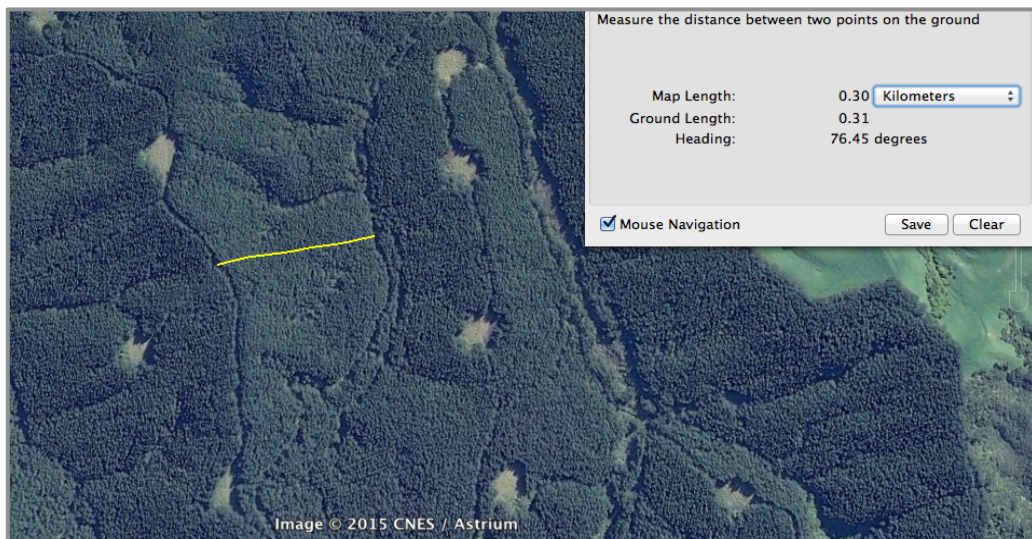 Measure the distance between two points on the ground
Map Length: 0.30 Kilometers
Ground Length: 0.31
Heading: 76.45 degrees
Mouse Navigation Save Clear
Image © 2015 CNES / Astrium